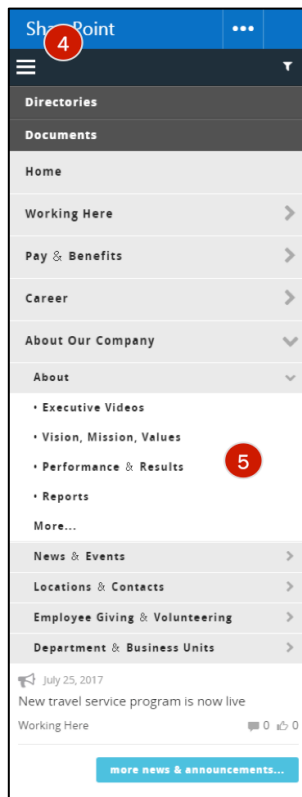 SharePoint
4
Directories
Documents
Home
Working Here
Pay & Benefits
Career
About Our Company
About
• Executive Videos
• Vision, Mission, Values
• Performance & Results
5
• Reports
More...
News & Events
Locations & Contacts
Employee Giving & Volunteering
Department & Business Units
July 25, 2017
New travel service program is now live
Working Here 0 0
more news & announcements...